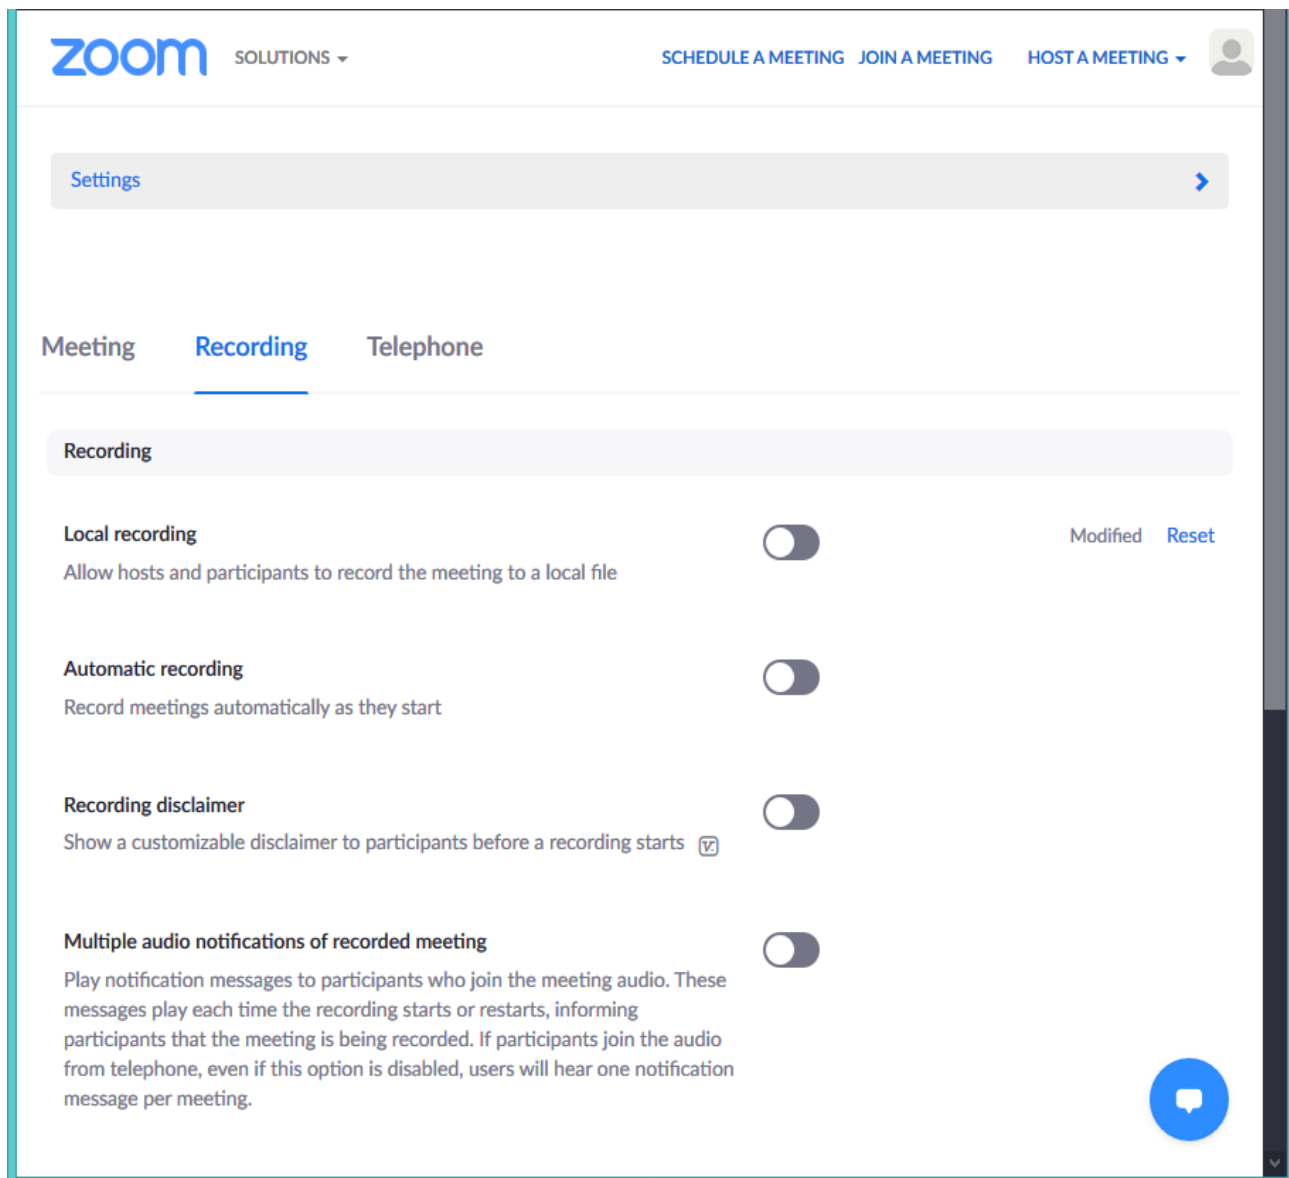 zoom SOLUTIONS SCHEDULE A MEETING JOIN A MEETING HOST A MEETING
Settings
Meeting Recording Telephone
Recording
Local recording Modified Reset
Allow hosts and participants to record the meeting to a local file
Automatic recording
Record meetings automatically as they start
Recording disclaimer
Show a customizable disclaimer to participants before a recording starts
Multiple audio notifications of recorded meeting
Play notification messages to participants who join the meeting audio. These
messages play each time the recording starts or restarts, informing
participants that the meeting is being recorded. If participants join the audio
from telephone, even if this option is disabled, users will hear one notification
message per meeting.